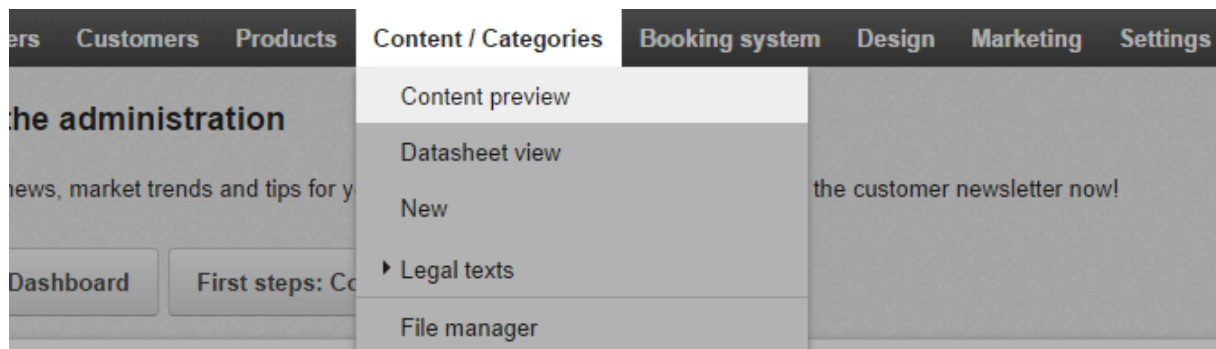 ers Customers Products Content / Categories Booking system Design Marketing Settings
Content preview
the administration
Datasheet view
news, market trends and tips for y the customer newsletter now!
New
Legal texts
Dashboard First steps: Co
File manager